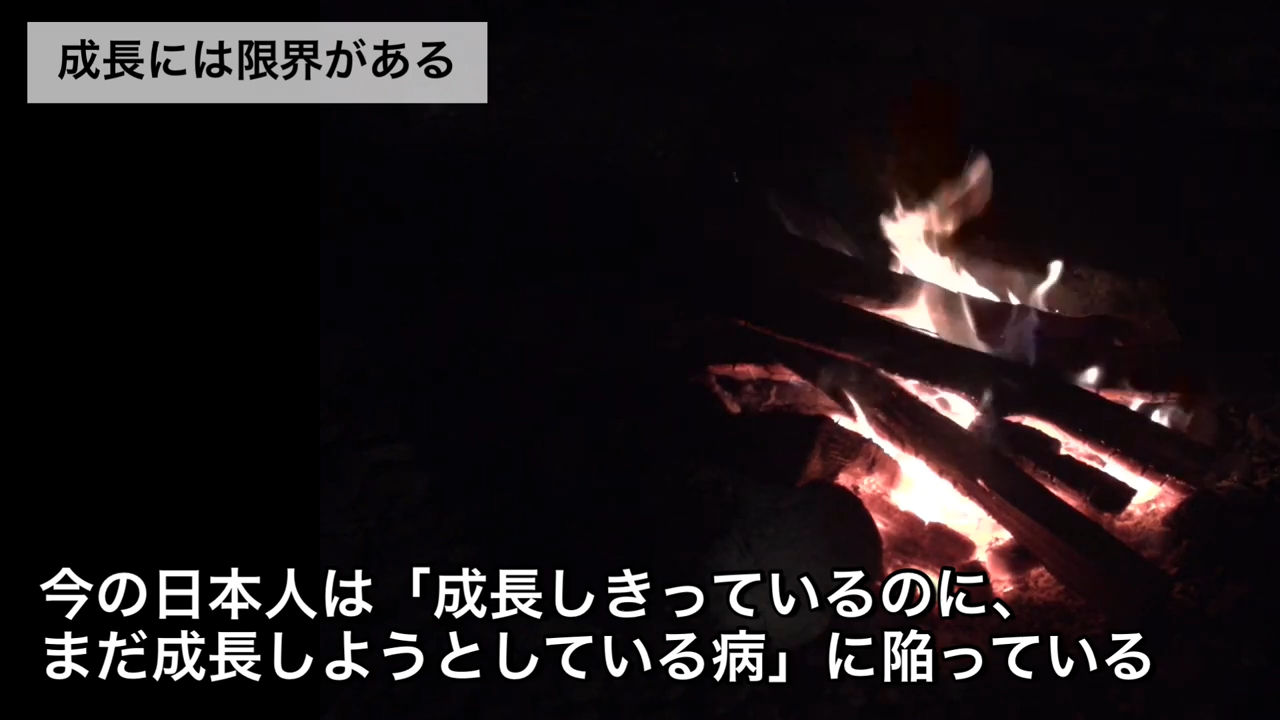 成長には限界がある
今の日本人は「成長しきっているのに、
まだ成長しようとしている病」に陥っている